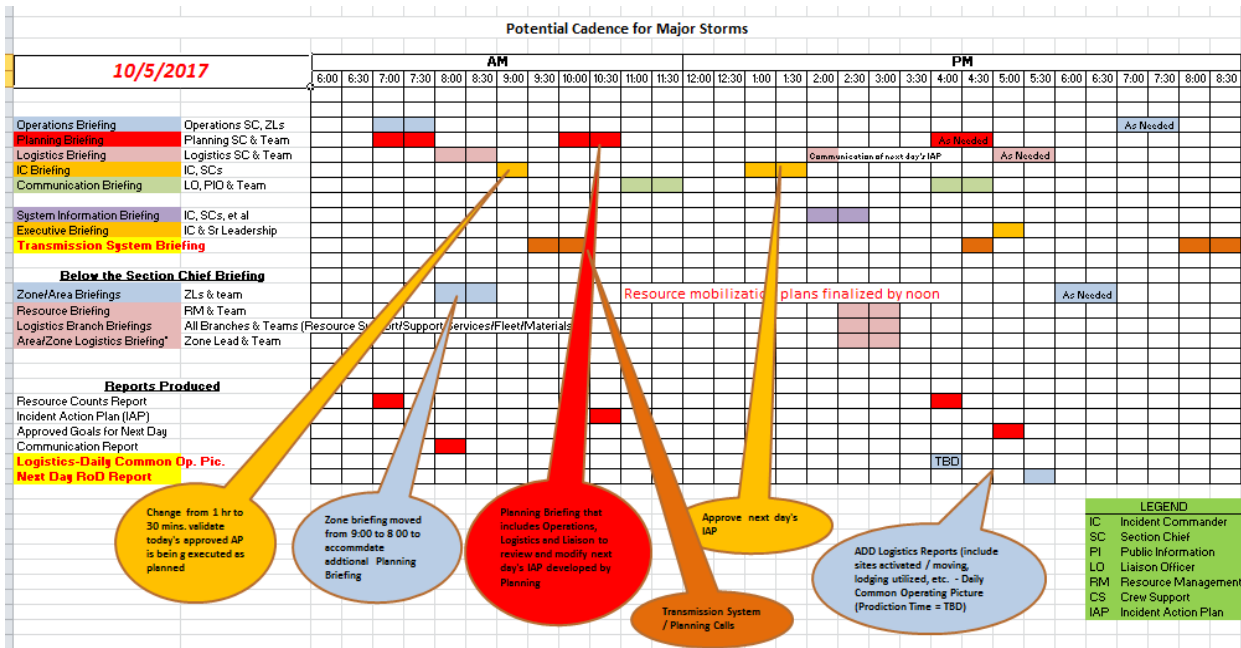 Potential Cadence for Major Storms
10/5/2017
AM PM
6:00 6:30 7:00 7:30 8:00 8:30 9:00 9:30 10:00 10:30 11:00 11:30 12:00 12:30 1:00 1:30 2:00 2:30 3:00 3:30 4:00 4:30 5:00 5:30 6:00 6:30 7:00 7:30 8:00 8:30
Operations Briefing Operations SC, ZLs As Needed
Planning Briefing Planning SC & Team As Needed
Logistics Briefing Logistics SC & Team Communication of next day's IAP As Needed
IC Briefing IC, SCs
Communication Briefing LO, PIO & Team
System Information Briefing IC, SCs, et al
Executive Briefing IC & Sr Leadership
Transmission System Briefing
Below the Section Chief Briefing
Zone/Area Briefings ZLs & team Resource mobilization plans finalized by noon As Needed
Resource Briefing RM & Team
Logistics Branch Briefings All Branches & Teams (Resource Support/Support Services/Fleet/Materials
Area/Zone Logistics Briefing* Zone Lead & Team
Reports Produced
Resource Counts Report
Incident Action Plan (IAP)
Approved Goals for Next Day
Communication Report
Logistics-Daily Common Op. Pic. TBD
Next Day RoD Report
Change from 1 hr to
30 mins. validate
today's approved AP
is being executed as
planned
Zone briefing moved
from 9:00 to 8 00 to
accommdate
addtional Planning
Briefing
Planning Briefing that
includes Operations,
Logistics and Liaison to
review and modify next
day's IAP developed by
Planning
Transmission System
/ Planning Calls
Approve next day's
IAP
ADD Logistics Reports (include
sites activated / moving,
lodging utilized, etc. - Daily
Common Operating Picture
(Prodiction Time = TBD)
LEGEND
IC Incident Commander
SC Section Chief
PI Public Information
LO Liaison Officer
RM Resource Management
CS Crew Support
IAP Incident Action Plan